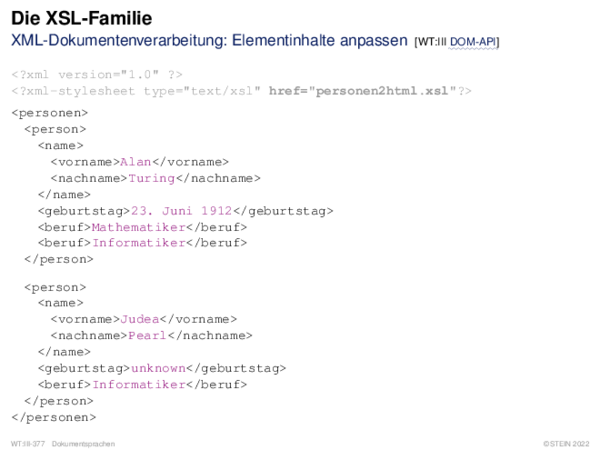 Die XSL-Familie
XML-Dokumentenverarbeitung: Elementinhalte anpassen [WT:III DOM-API]
<?xml version="1.0" ?>
<?xml-stylesheet type="text/xsl" href="personen2html.xsl"?>
<personen>
<person>
<name>
<vorname>Alan</vorname>
<nachname>Turing</nachname>
</name>
<geburtstag>23. Juni 1912</geburtstag>
<beruf>Mathematiker</beruf>
<beruf>Informatiker</beruf>
</person>
<person>
<name>
<vorname>Judea</vorname>
<nachname>Pearl</nachname>
</name>
<geburtstag>unknown</geburtstag>
<beruf>Informatiker</beruf>
</person>
</personen>
WT:III-377 Dokumentsprachen ©STEIN 2022